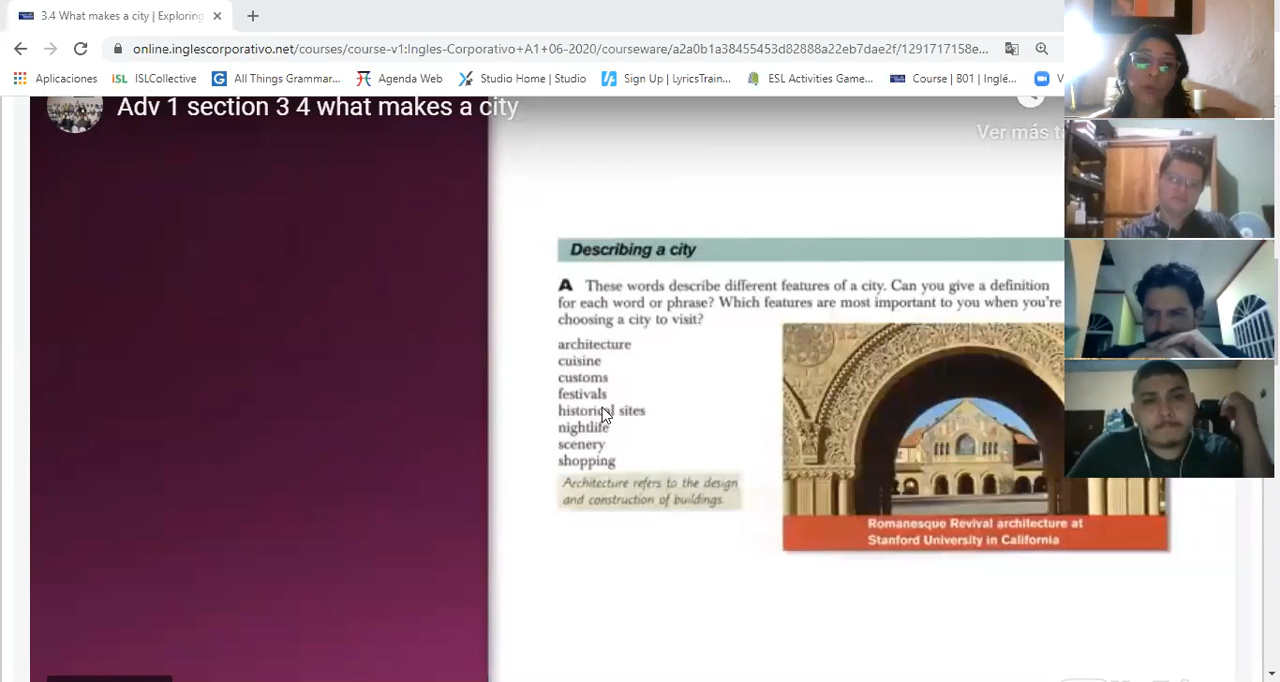 3.4 What makes a city | Exploring
online.inglescorporativo.net/courses/course-v1:Ingles-Corporativo+A1+06-2020/courseware/a2a0b1a38455453d82888a22eb7dae2f/1291717158e...
Aplicaciones
iSL ISLCollective
G All Things Grammar...
Agenda Web
Studio Home | Studio
Sign Up | LyricsTrain...
ESL Activities Game...
Course | B01 | Inglé...
Adv 1 section 3 4 what makes a city
Ver más
Describing a city
A These words describe different features of a city. Can you give a definition
for each word or phrase? Which features are most important to you when you're
choosing a city to visit?
architecture
cuisine
customs
festivals
historical sites
nightlife
scenery
shopping
Architecture refers to the design
and construction of buildings.
Romanesque Revival architecture at
Stanford University in California